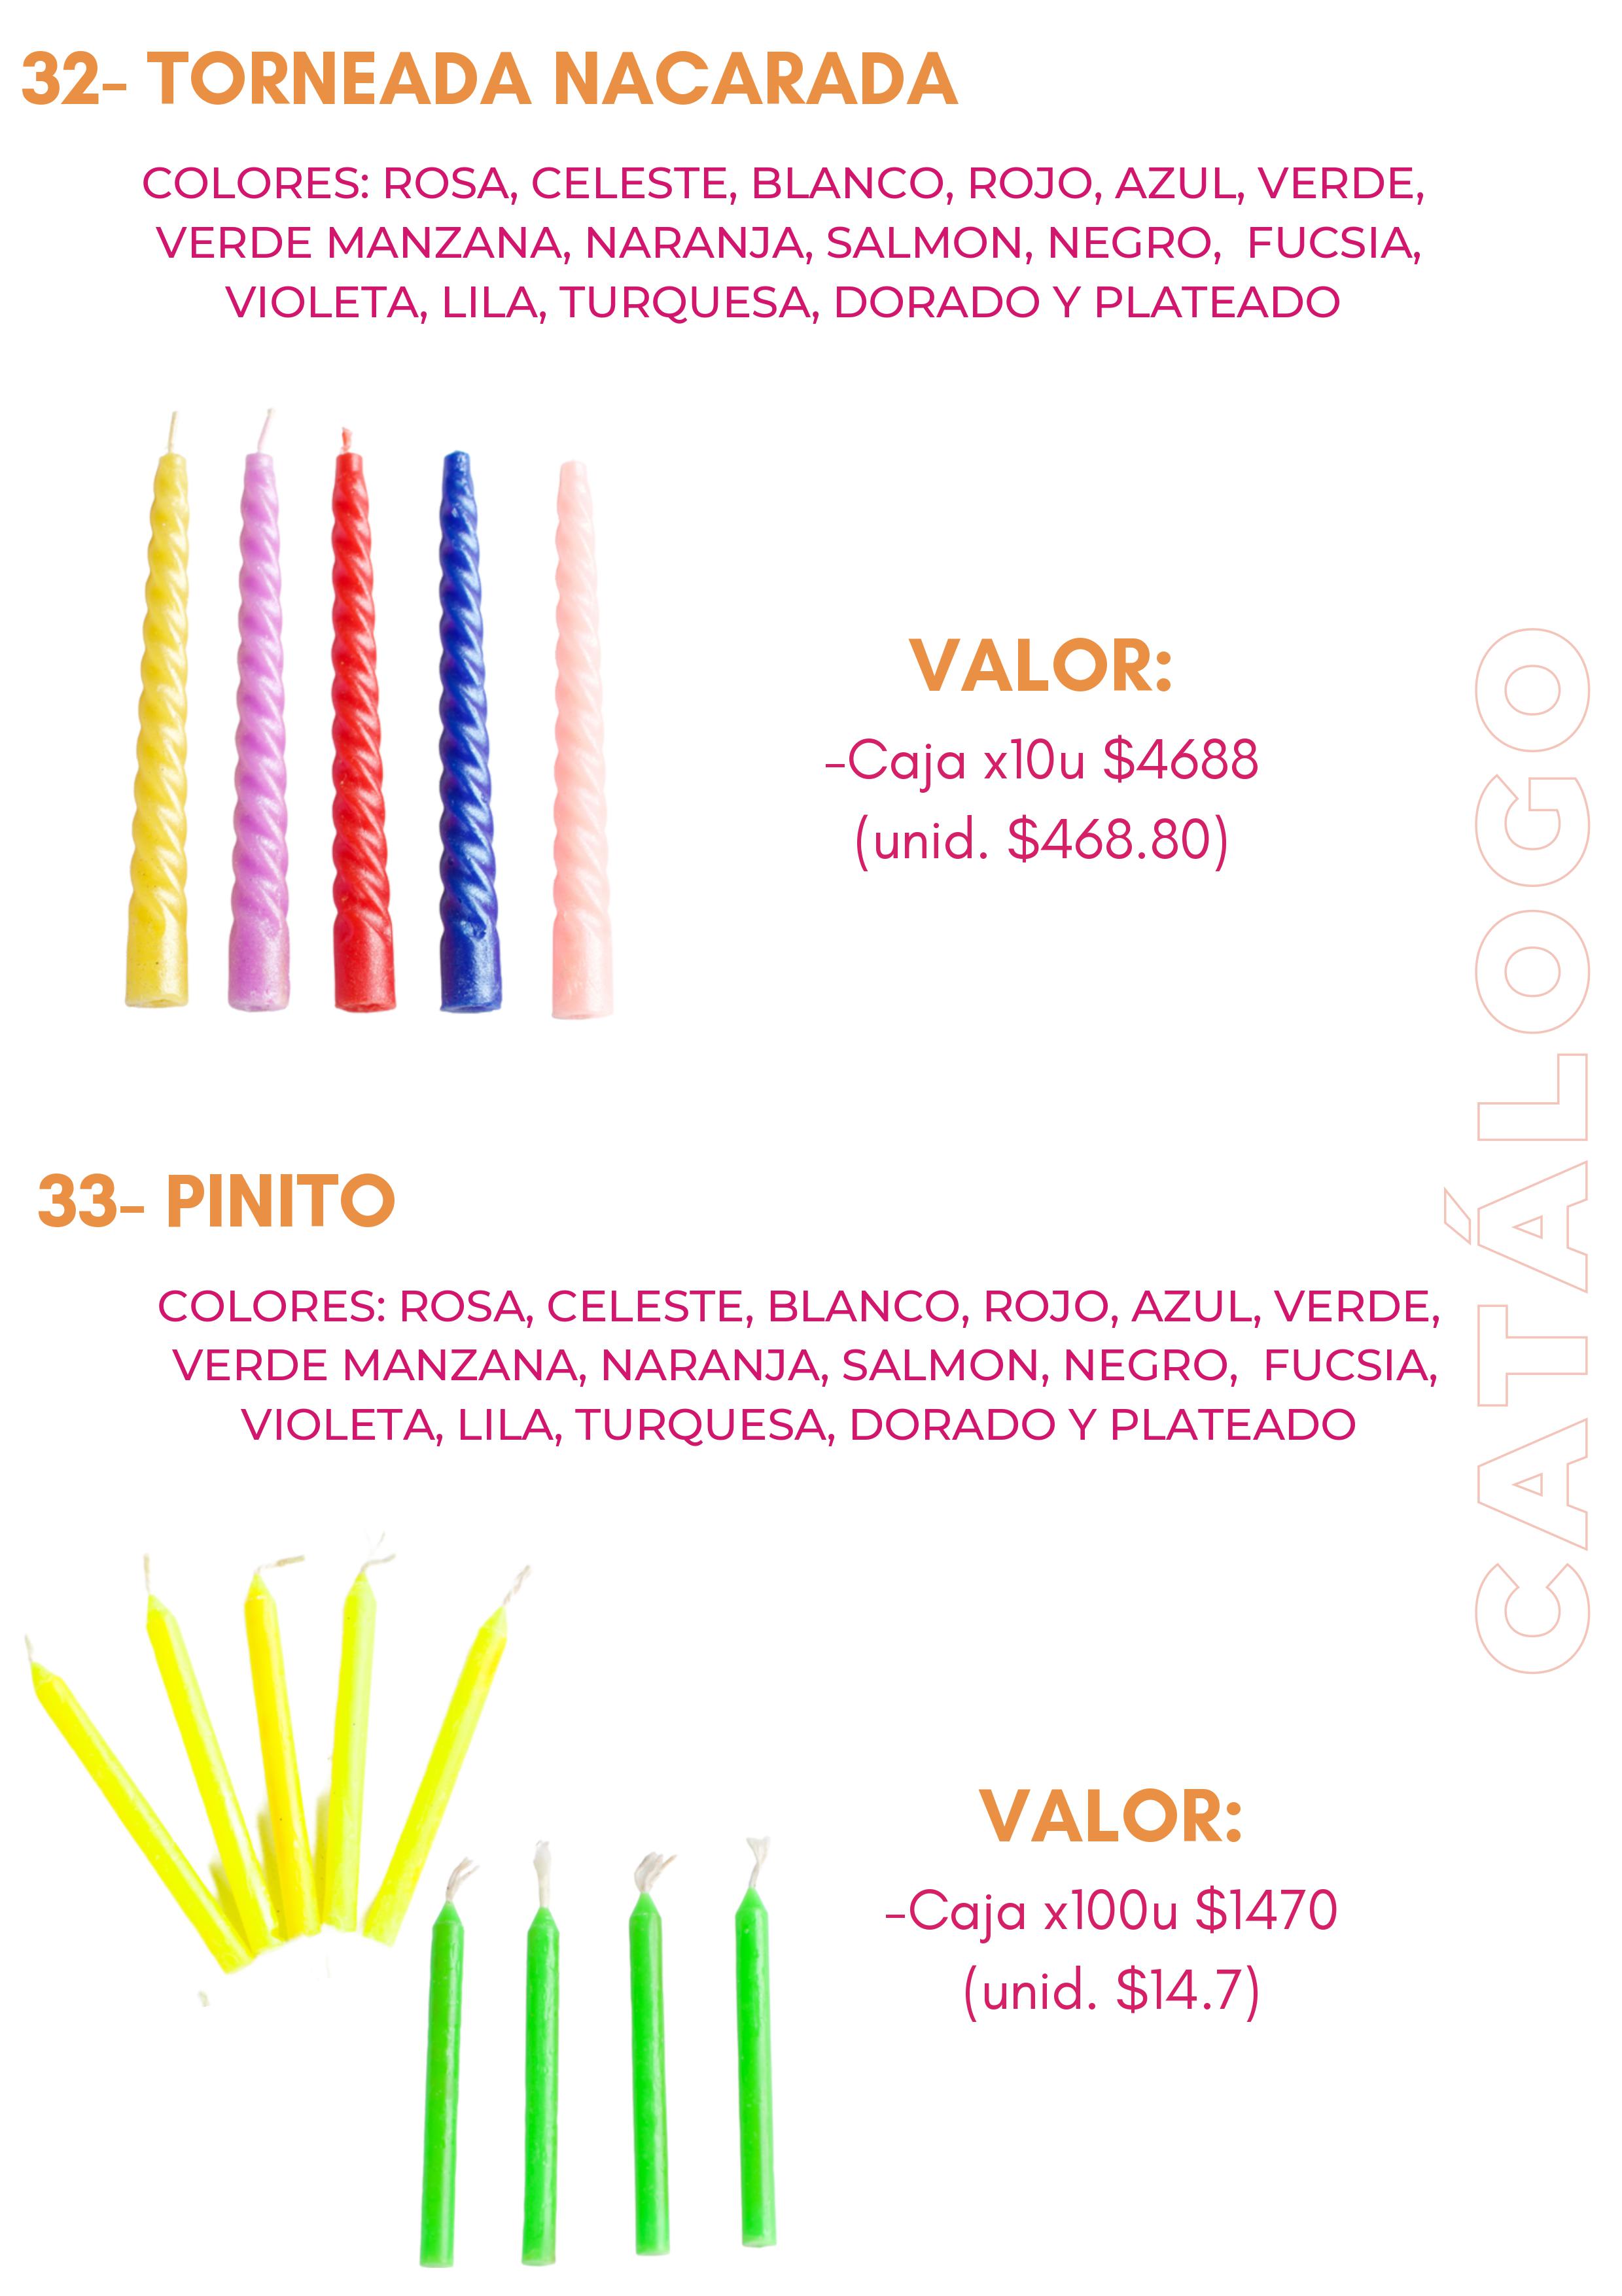 32- TORNEADA NACARADA
COLORES: ROSA, CELESTE, BLANCO, ROJO, AZUL, VERDE,
VERDE MANZANA, NARANJA, SALMON, NEGRO, FUCSIA,
VIOLETA, LILA, TURQUESA, DORADO Y PLATEADO
VALOR:
-Caja x10u $4688
(unid. $468.80)
33- PINITO
COLORES: ROSA, CELESTE, BLANCO, ROJO, AZUL, VERDE,
VERDE MANZANA, NARANJA, SALMON, NEGRO, FUCSIA,
VIOLETA, LILA, TURQUESA, DORADO Y PLATEADO
VALOR:
-Caja x100u $1470
(unid. $14.7)
CATÁLOGO